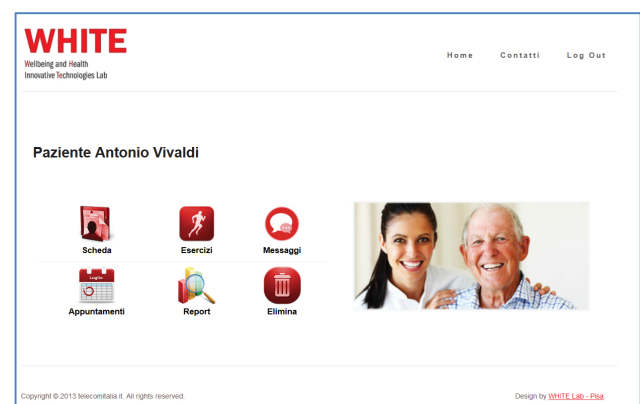 WHITE
Wellbeing and Health
Innovative Technologies Lab
Home Contatti Log Out
Paziente Antonio Vivaldi
Scheda Esercizi Messaggi
Luglio
Appuntamenti Report Elimina
Copyright © 2013 telecomitalia.it. All rights reserved. Design by WHITE Lab - Pisa